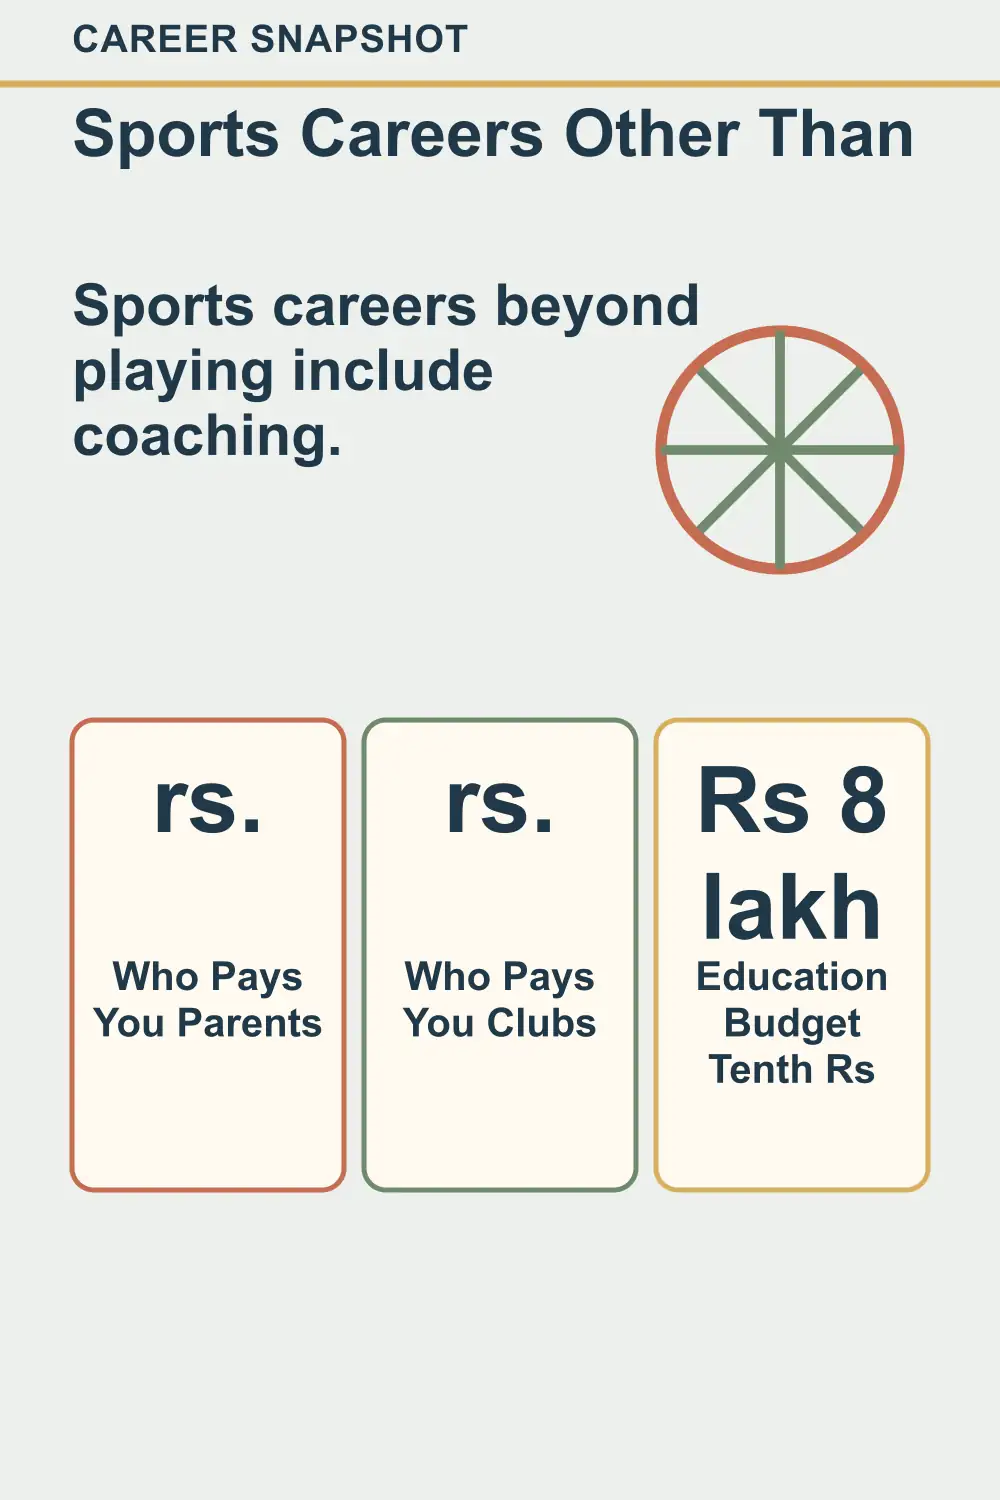 CAREER SNAPSHOT
Sports Careers Other Than
Sports careers beyond
playing include
coaching.
rs.
Who Pays
You Parents
rs.
Who Pays
You Clubs
Rs 8
lakh
Education
Budget
Tenth Rs